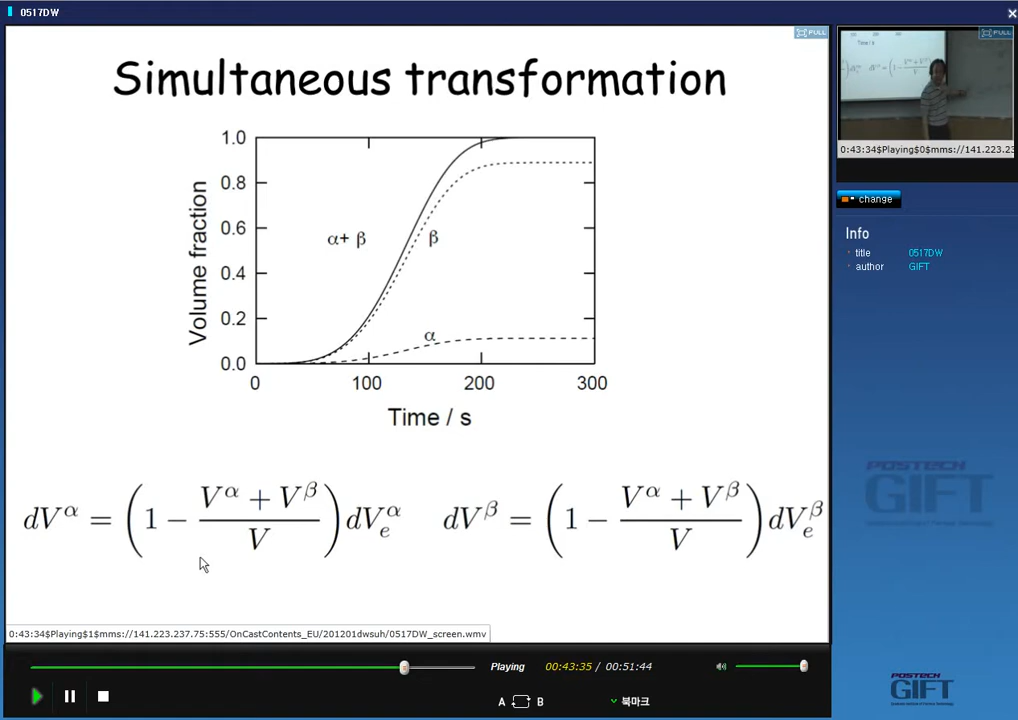 0517DW
FULL
Simultaneous transformation
1.0
0.8
0.6
0.4
0.2
0.0
Volume fraction
α+ β
β
α
0 100 200 300
Time / s
dV^α = (1 − (V^α + V^β)/V) dV_e^α dV^β = (1 − (V^α + V^β)/V) dV_e^β
0:43:34$Playing$1$mms://141.223.237.75:555/OnCastContents_EU/201201dwsuh/0517DW_screen.wmv
Playing 00:43:35 / 00:51:44
A B 북마크
FULL
0:43:34$Playing$0$mms://141.223.23
change
Info
title 0517DW
author GIFT
POSTECH
GIFT
POSTECH
GIFT